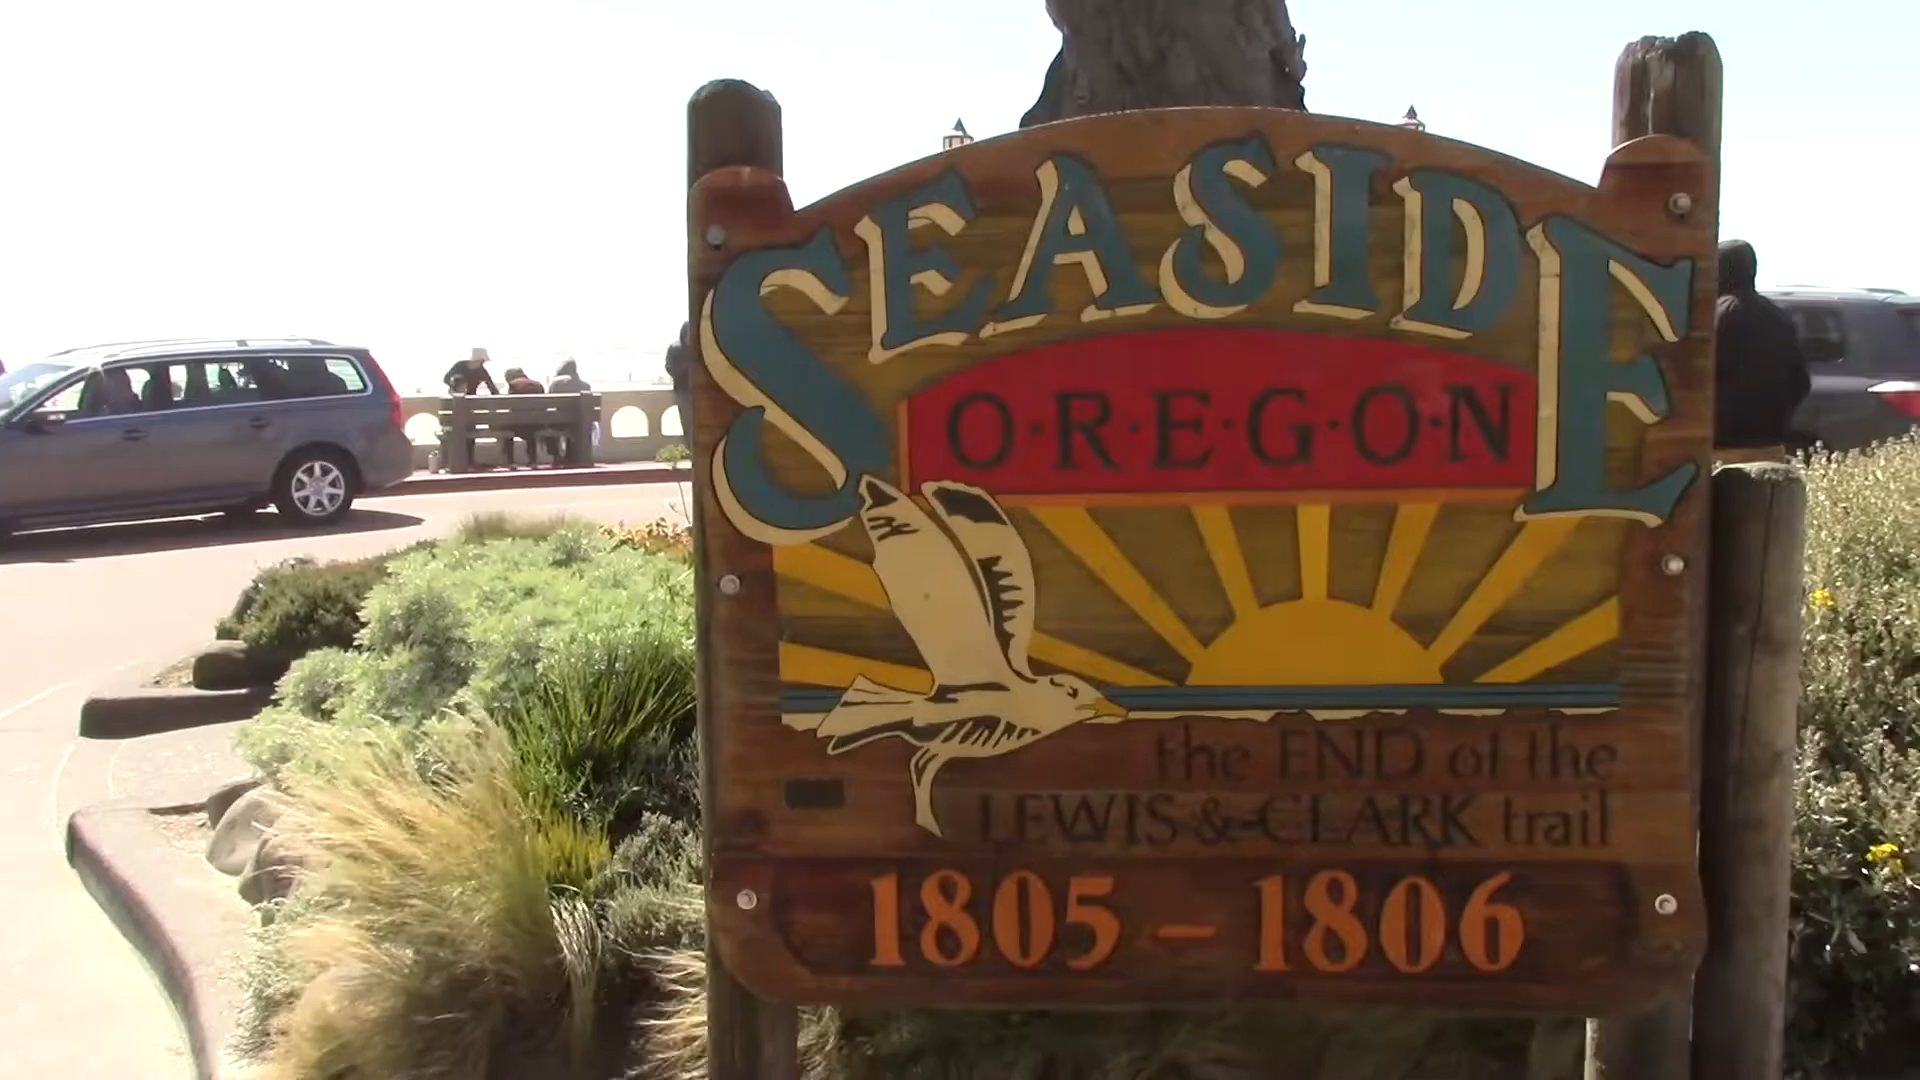 SEASIDE
O·R·E·G·O·N
the END of the
LEWIS & CLARK trail
1805 – 1806